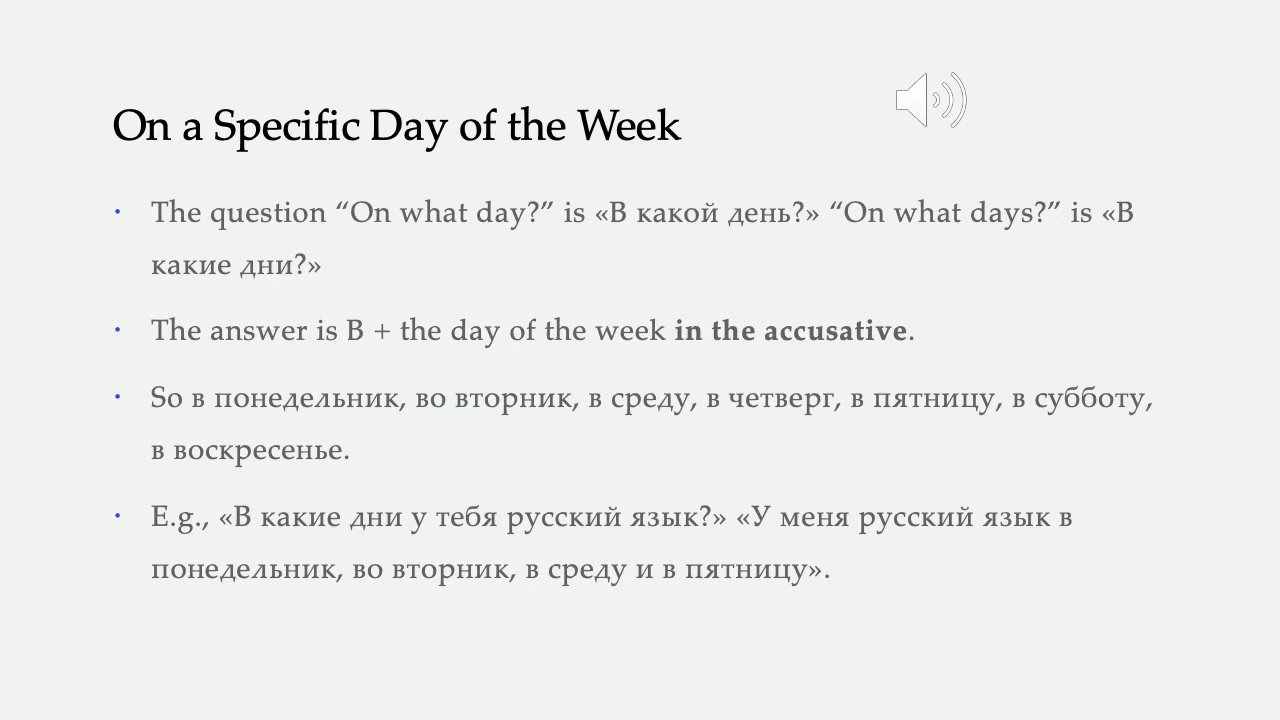 On a Specific Day of the Week
• The question “On what day?” is «В какой день?» “On what days?” is «В
какие дни?»
• The answer is В + the day of the week in the accusative.
• So в понедельник, во вторник, в среду, в четверг, в пятницу, в субботу,
в воскресенье.
• E.g., «В какие дни у тебя русский язык?» «У меня русский язык в
понедельник, во вторник, в среду и в пятницу».